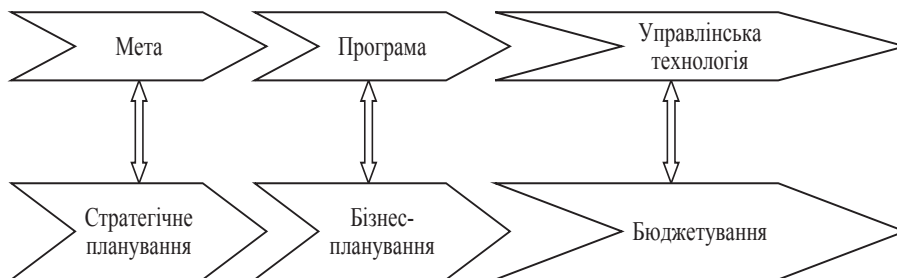 Мета
Програма
Управлінська
технологія
Стратегічне
планування
Бізнес-
планування
Бюджетування